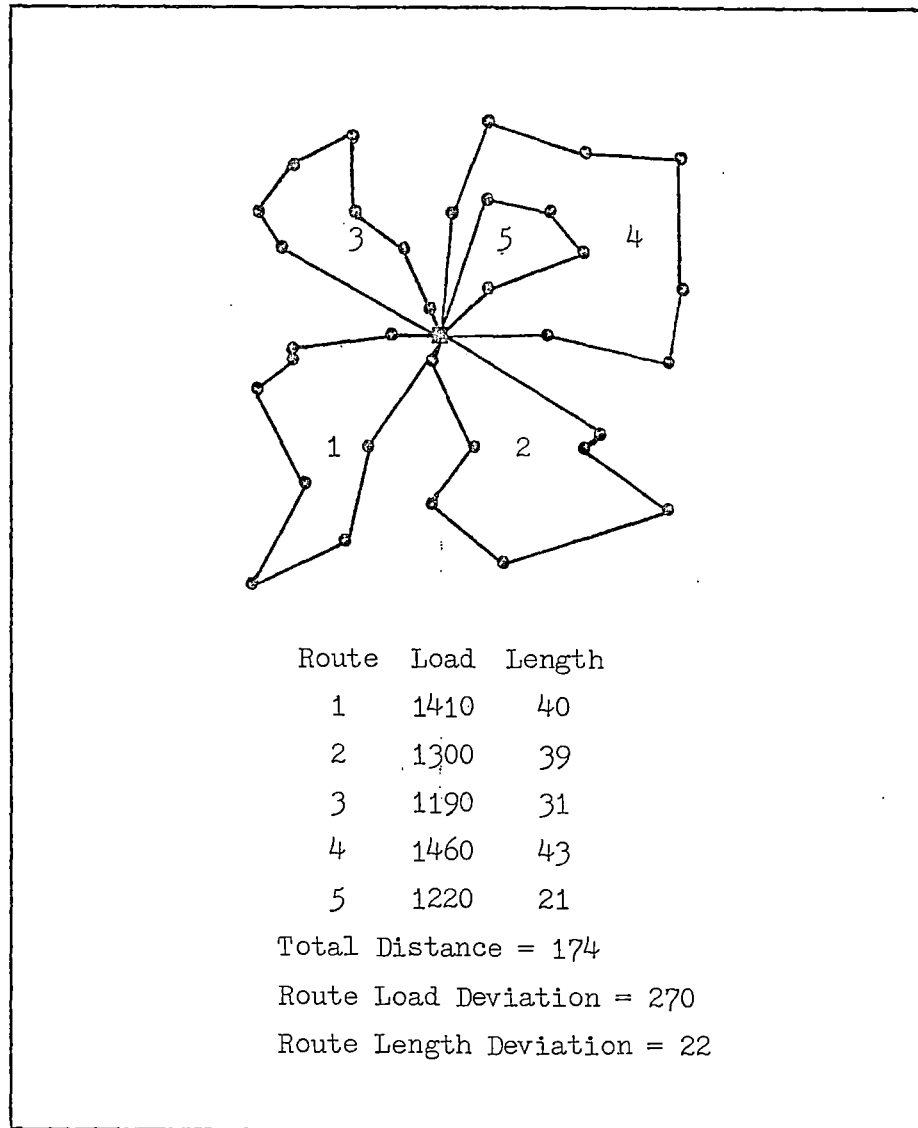 3
5
4
1
2
Route Load Length
1 1410 40
2 1300 39
3 1190 31
4 1460 43
5 1220 21
Total Distance = 174
Route Load Deviation = 270
Route Length Deviation = 22